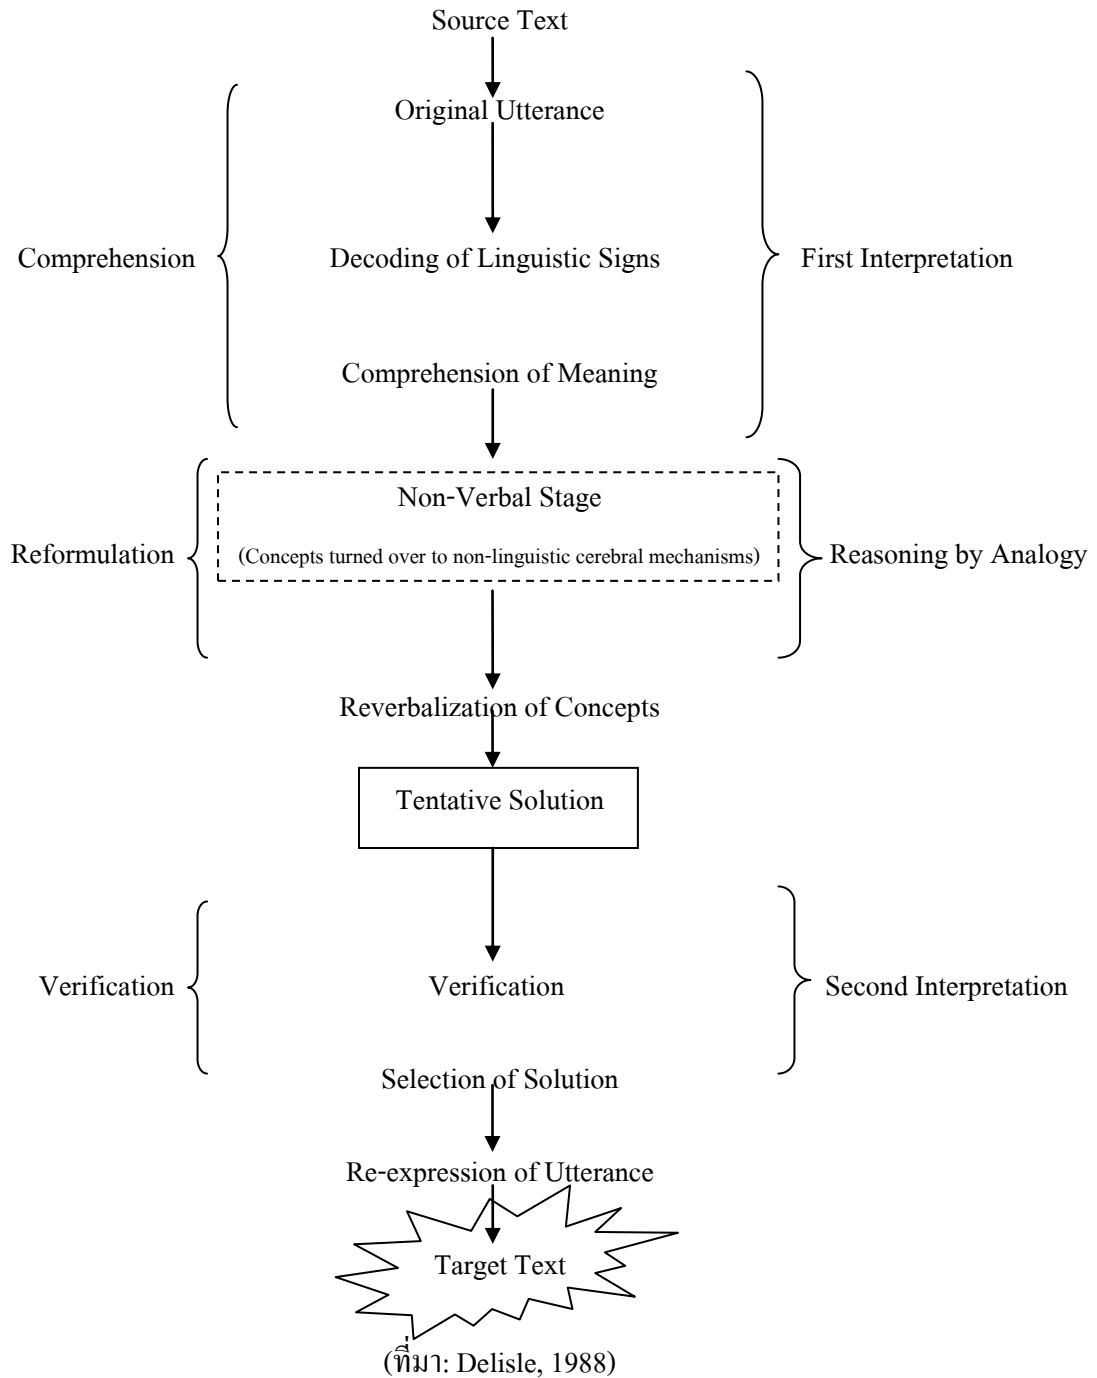 Source Text
Original Utterance
Comprehension
Decoding of Linguistic Signs
First Interpretation
Comprehension of Meaning
Non-Verbal Stage
Reformulation
(Concepts turned over to non-linguistic cerebral mechanisms)
Reasoning by Analogy
Reverbalization of Concepts
Tentative Solution
Verification
Verification
Second Interpretation
Selection of Solution
Re-expression of Utterance
Target Text
(ที่มา: Delisle, 1988)